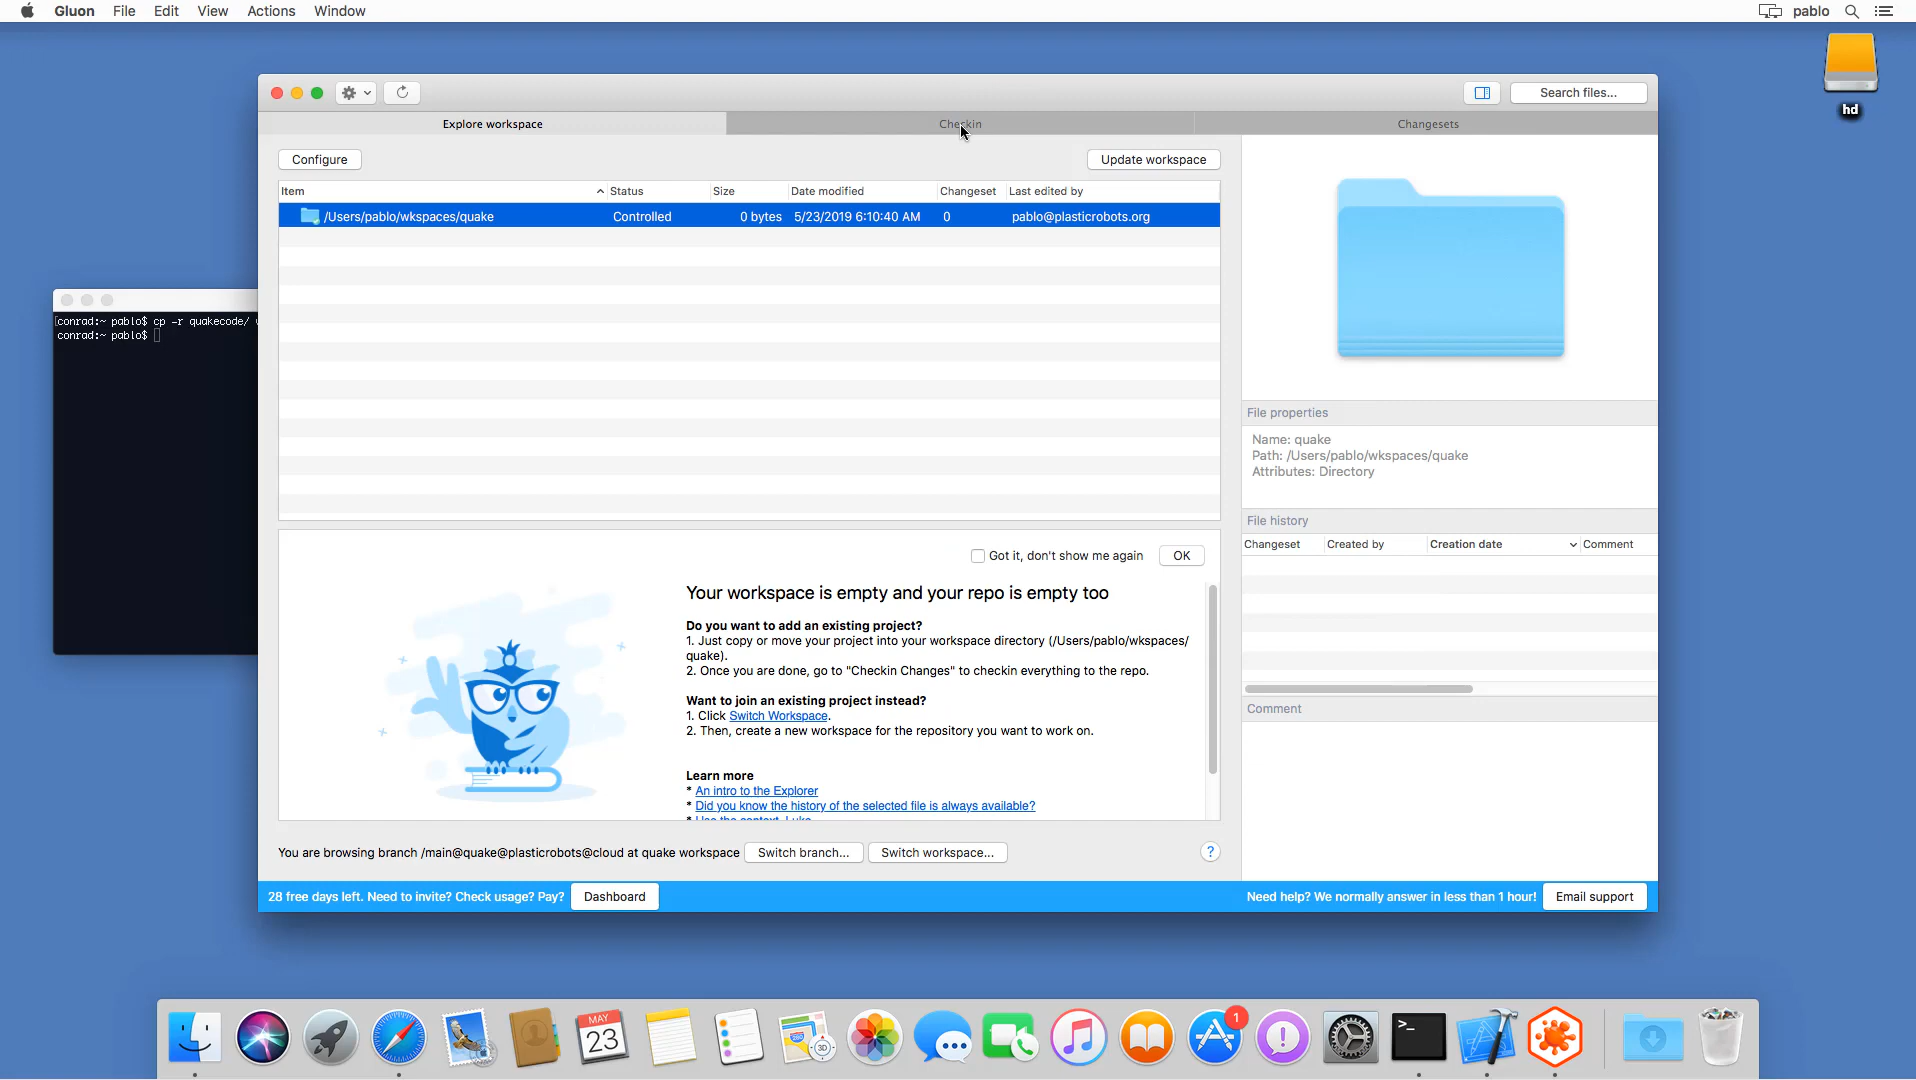 Gluon File Edit View Actions Window pablo
hd
Search files...
Explore workspace Checkin Changesets
Configure Update workspace
Item Status Size Date modified Changeset Last edited by
/Users/pablo/wkspaces/quake Controlled 0 bytes 5/23/2019 6:10:40 AM 0 pablo@plasticrobots.org
[conrad:~ pablo$ cp -r quakecode/
conrad:~ pablo$
File properties
Name: quake
Path: /Users/pablo/wkspaces/quake
Attributes: Directory
File history
Changeset Created by Creation date Comment
Comment
Got it, don't show me again OK
Your workspace is empty and your repo is empty too
Do you want to add an existing project?
1. Just copy or move your project into your workspace directory (/Users/pablo/wkspaces/
quake).
2. Once you are done, go to "Checkin Changes" to checkin everything to the repo.
Want to join an existing project instead?
1. Click Switch Workspace.
2. Then, create a new workspace for the repository you want to work on.
Learn more
* An intro to the Explorer
* Did you know the history of the selected file is always available?
* Use the context, Luke
You are browsing branch /main@quake@plasticrobots@cloud at quake workspace Switch branch... Switch workspace... ?
28 free days left. Need to invite? Check usage? Pay? Dashboard Need help? We normally answer in less than 1 hour! Email support
MAY
23
280
3D
1
>_